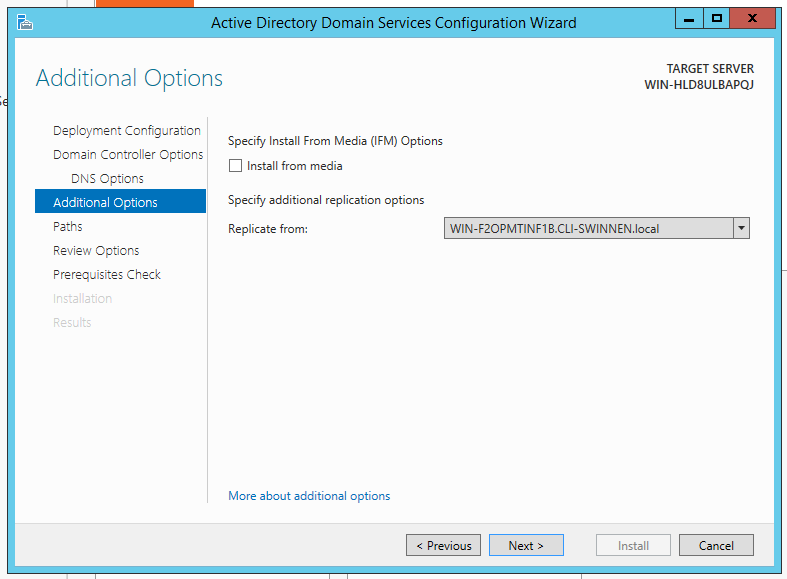 Active Directory Domain Services Configuration Wizard
Additional Options
TARGET SERVER
WIN-HLD8ULBAPQJ
Deployment Configuration
Domain Controller Options
DNS Options
Additional Options
Paths
Review Options
Prerequisites Check
Installation
Results
Specify Install From Media (IFM) Options
Install from media
Specify additional replication options
Replicate from:
WIN-F2OPMTINF1B.CLI-SWINNEN.local
More about additional options
< Previous
Next >
Install
Cancel